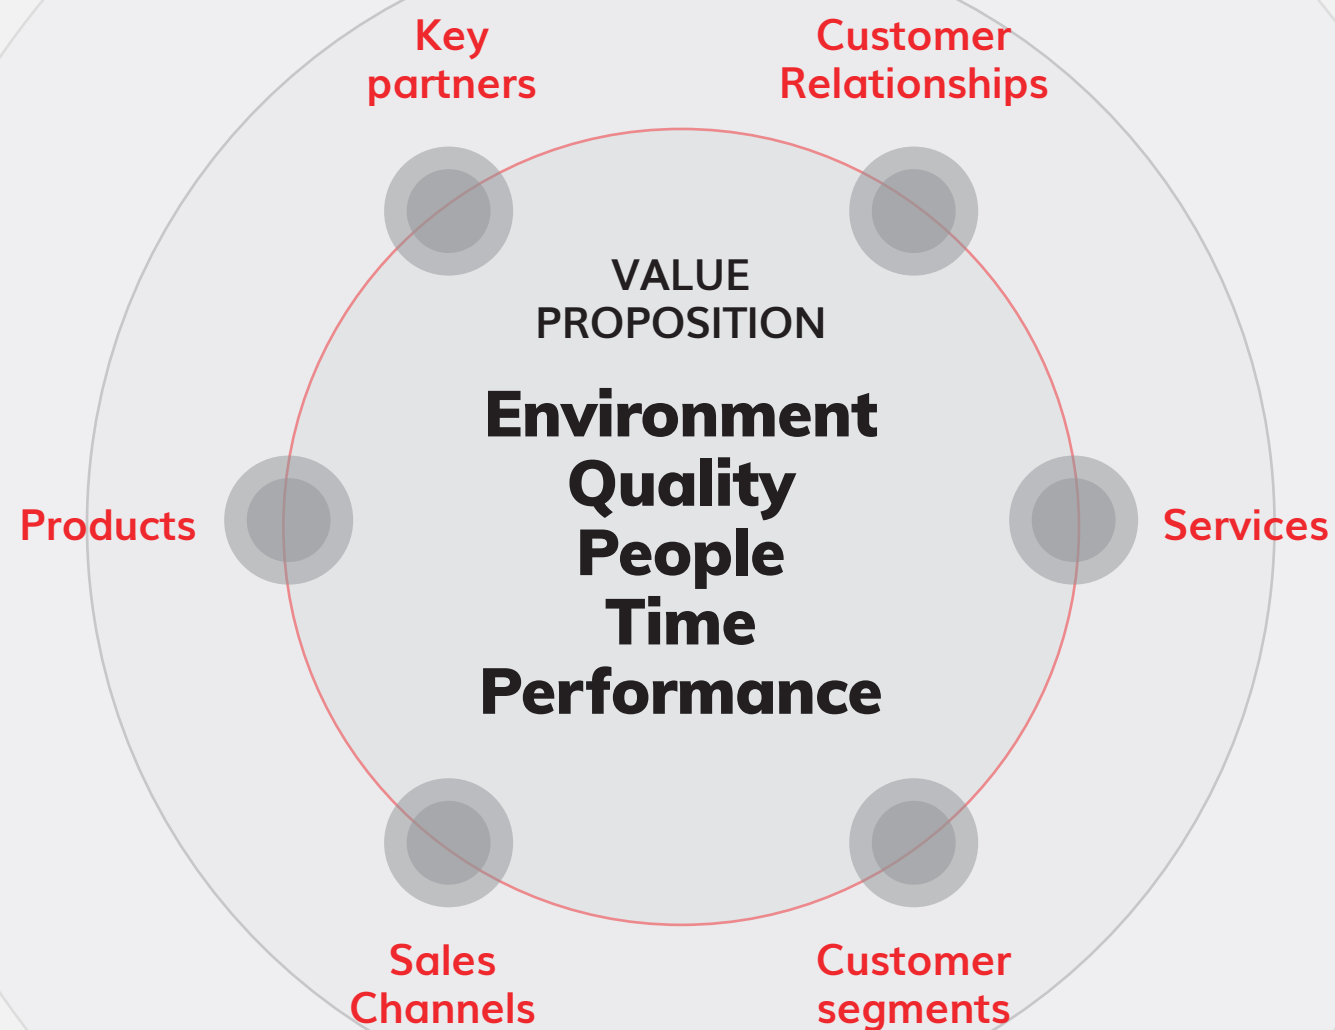 Key
partners
Customer
Relationships
VALUE
PROPOSITION
Environment
Quality
People
Time
Performance
Products
Services
Sales
Channels
Customer
segments